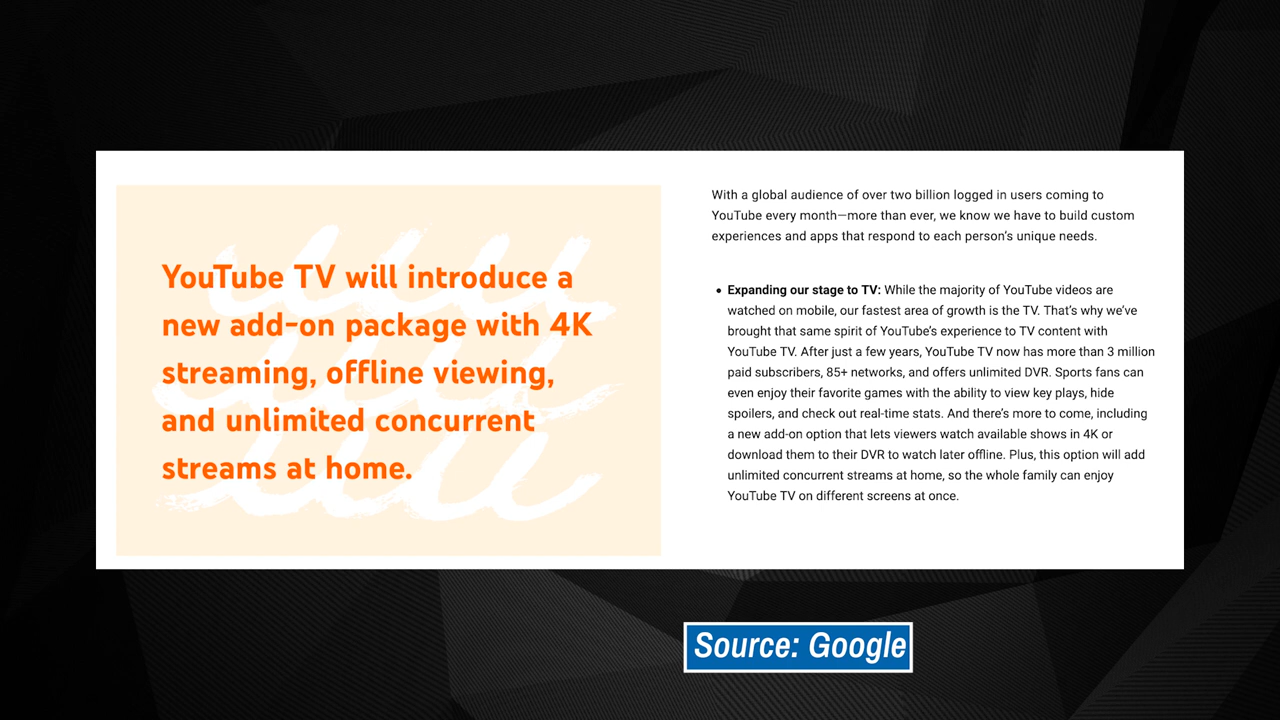 YouTube TV will introduce a
new add-on package with 4K
streaming, offline viewing,
and unlimited concurrent
streams at home.
With a global audience of over two billion logged in users coming to
YouTube every month—more than ever, we know we have to build custom
experiences and apps that respond to each person's unique needs.
• Expanding our stage to TV: While the majority of YouTube videos are
watched on mobile, our fastest area of growth is the TV. That's why we've
brought that same spirit of YouTube's experience to TV content with
YouTube TV. After just a few years, YouTube TV now has more than 3 million
paid subscribers, 85+ networks, and offers unlimited DVR. Sports fans can
even enjoy their favorite games with the ability to view key plays, hide
spoilers, and check out real-time stats. And there's more to come, including
a new add-on option that lets viewers watch available shows in 4K or
download them to their DVR to watch later offline. Plus, this option will add
unlimited concurrent streams at home, so the whole family can enjoy
YouTube TV on different screens at once.
Source: Google